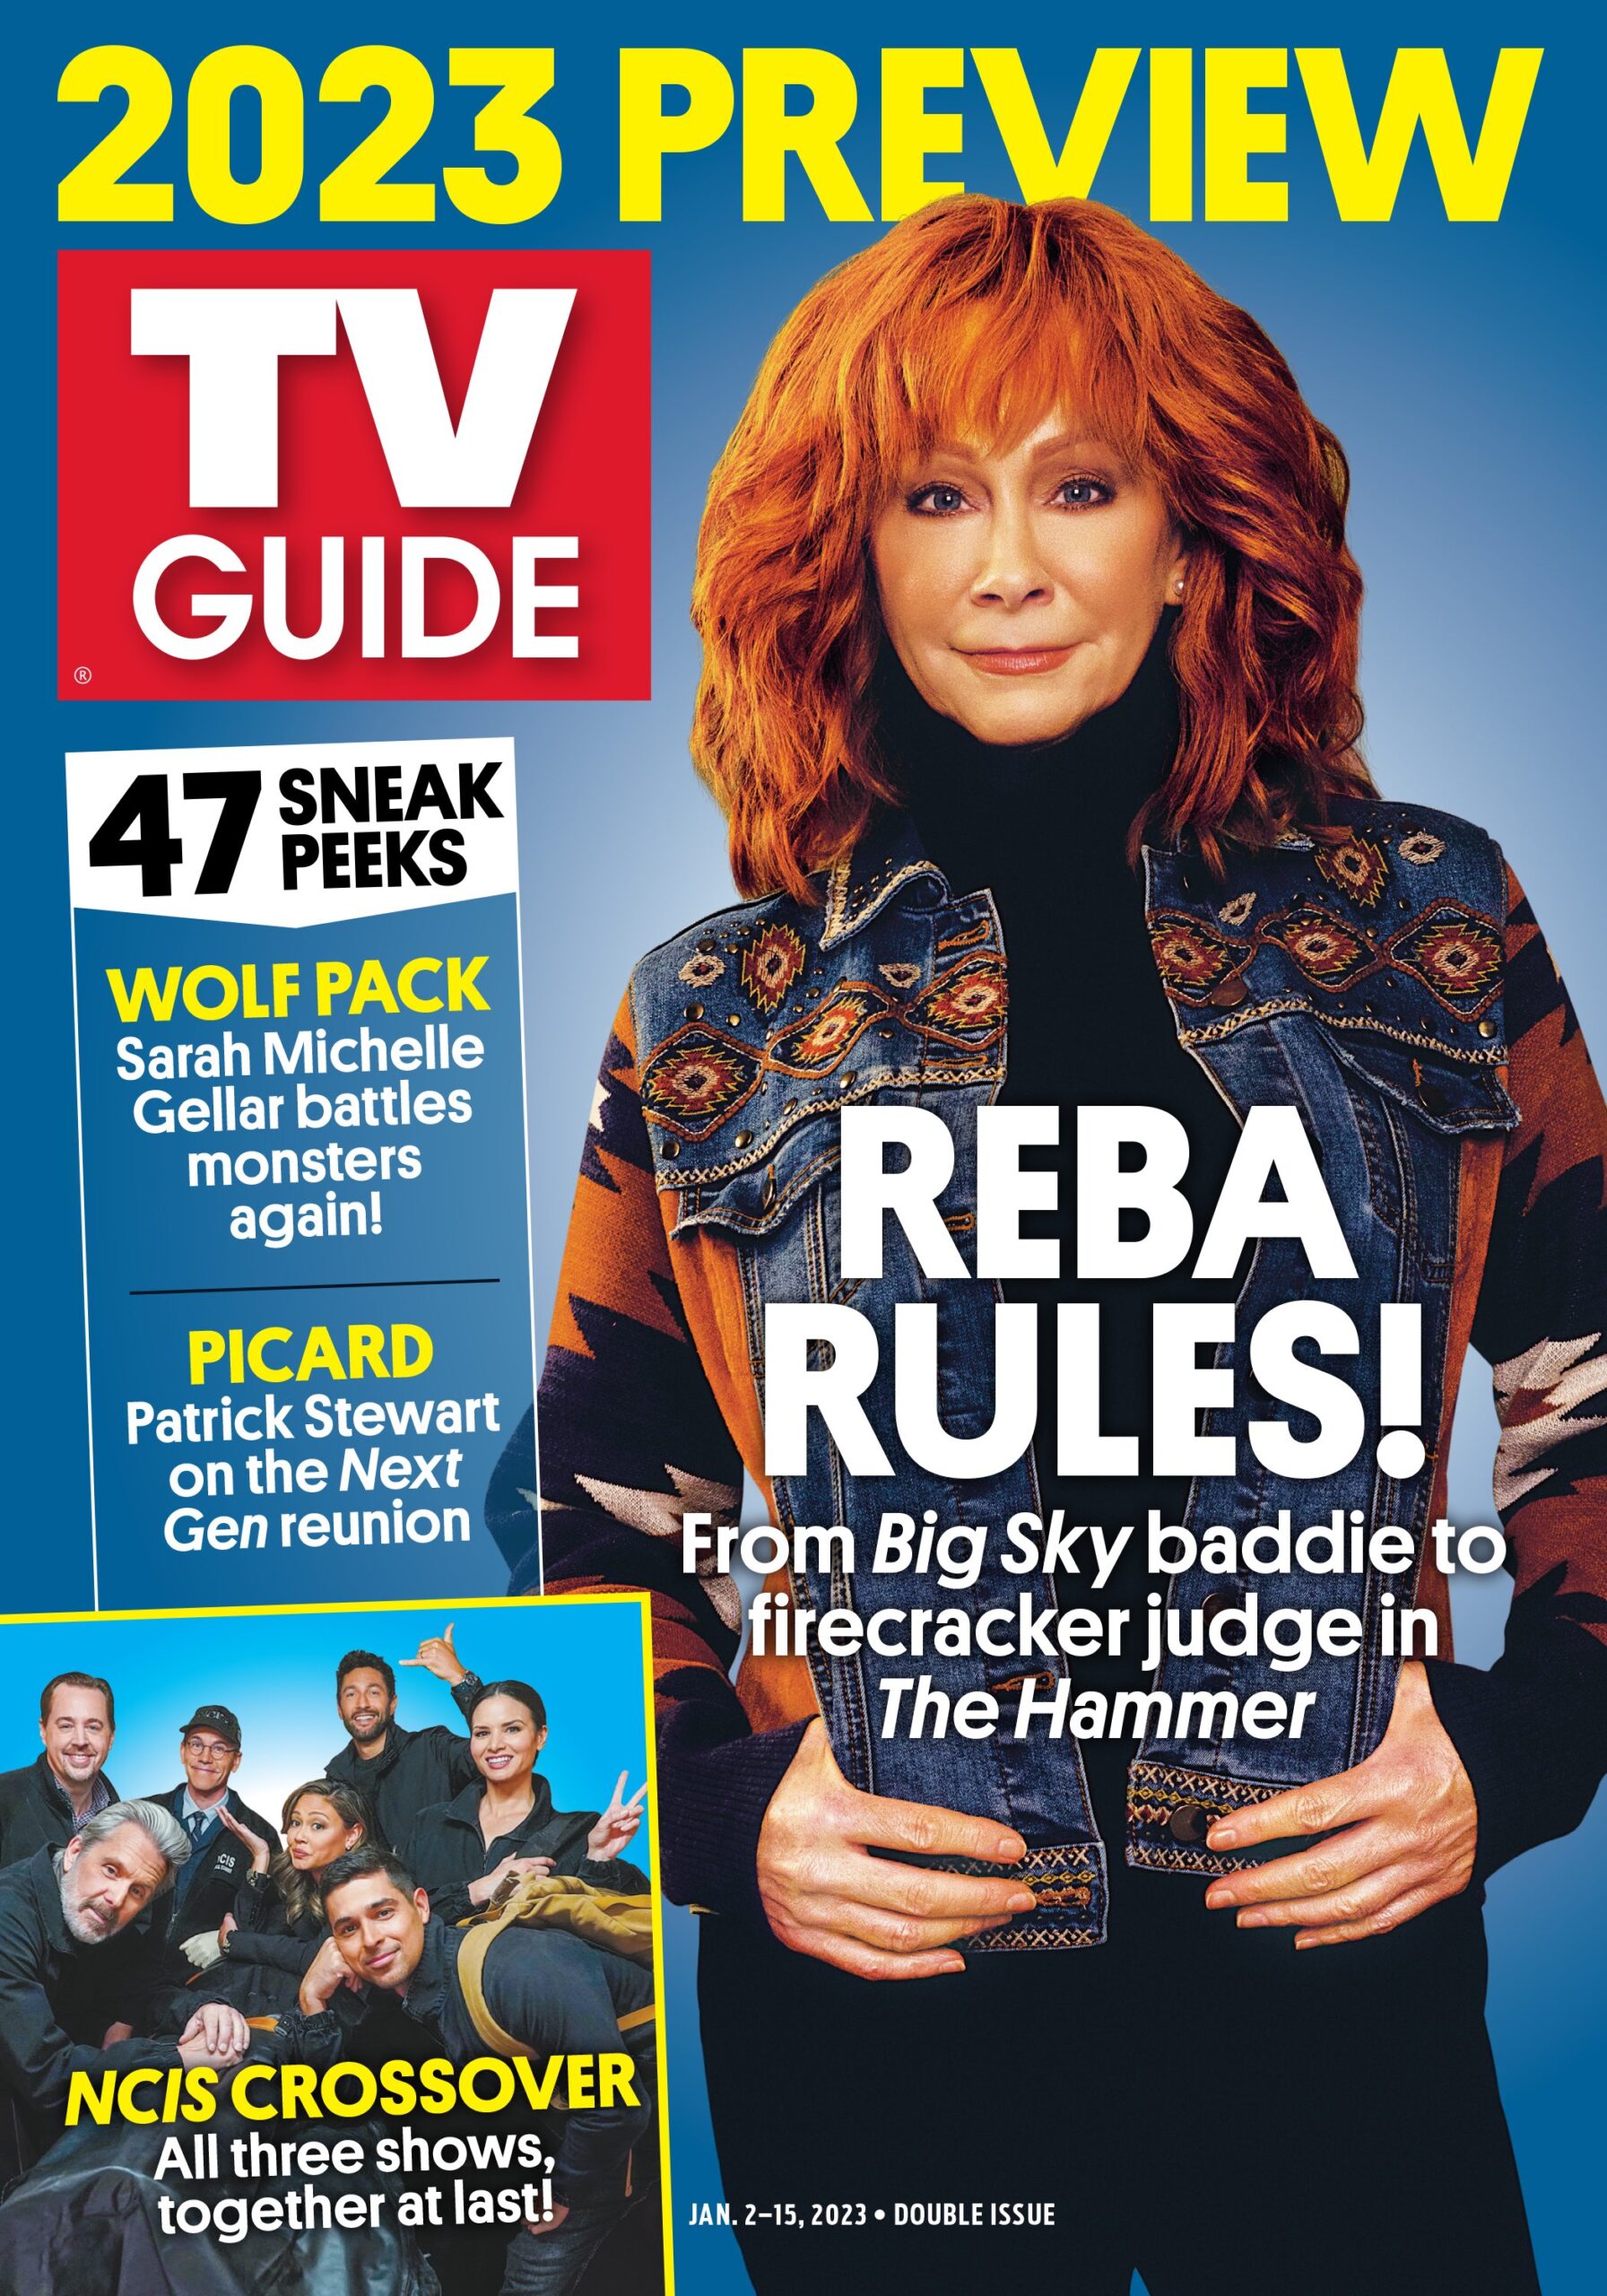 2023 PREVIEW
TV
GUIDE
®
47 SNEAK
PEEKS
WOLF PACK
Sarah Michelle
Gellar battles
monsters
again!
PICARD
Patrick Stewart
on the Next
Gen reunion
REBA
RULES!
From Big Sky baddie to
firecracker judge in
The Hammer
NCIS
NCIS CROSSOVER
All three shows,
together at last!
JAN. 2–15, 2023 • DOUBLE ISSUE